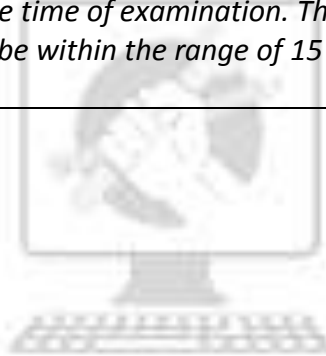 e time of examination. Th
be within the range of 15